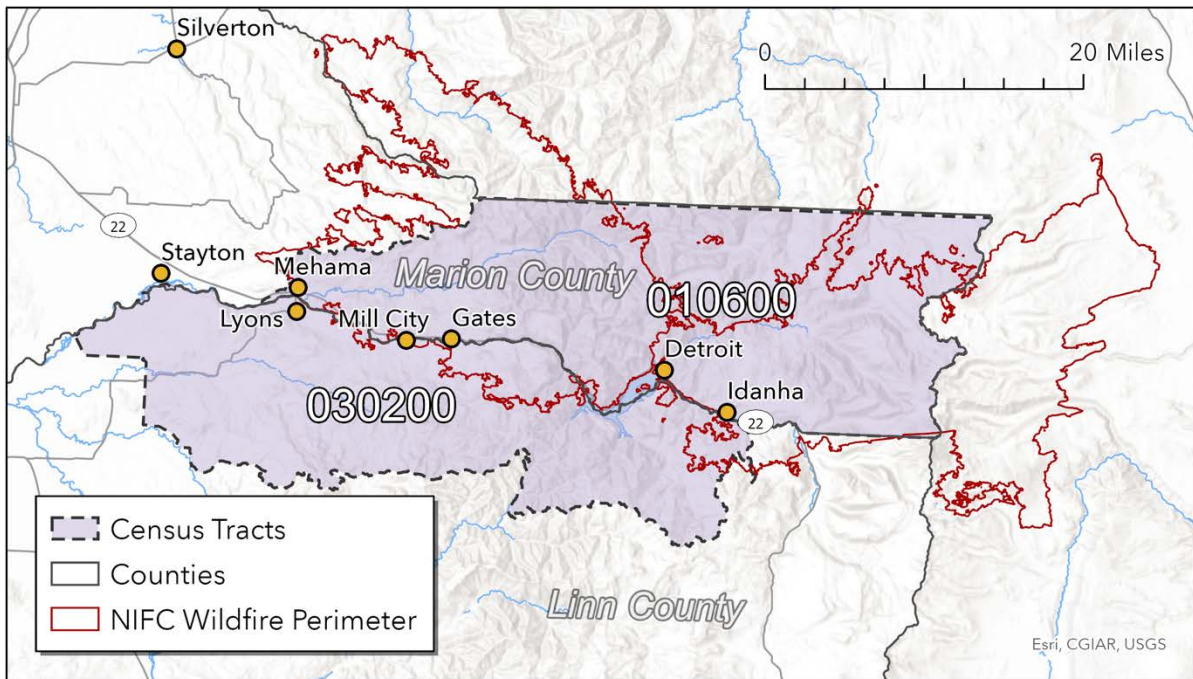 Silverton
0
20 Miles
22
Stayton
Mehama
Marion County
010600
Lyons
Mill City
Gates
Detroit
030200
Idanha
22
Census Tracts
Counties
NIFC Wildfire Perimeter
Linn County
Esri, CGIAR, USGS